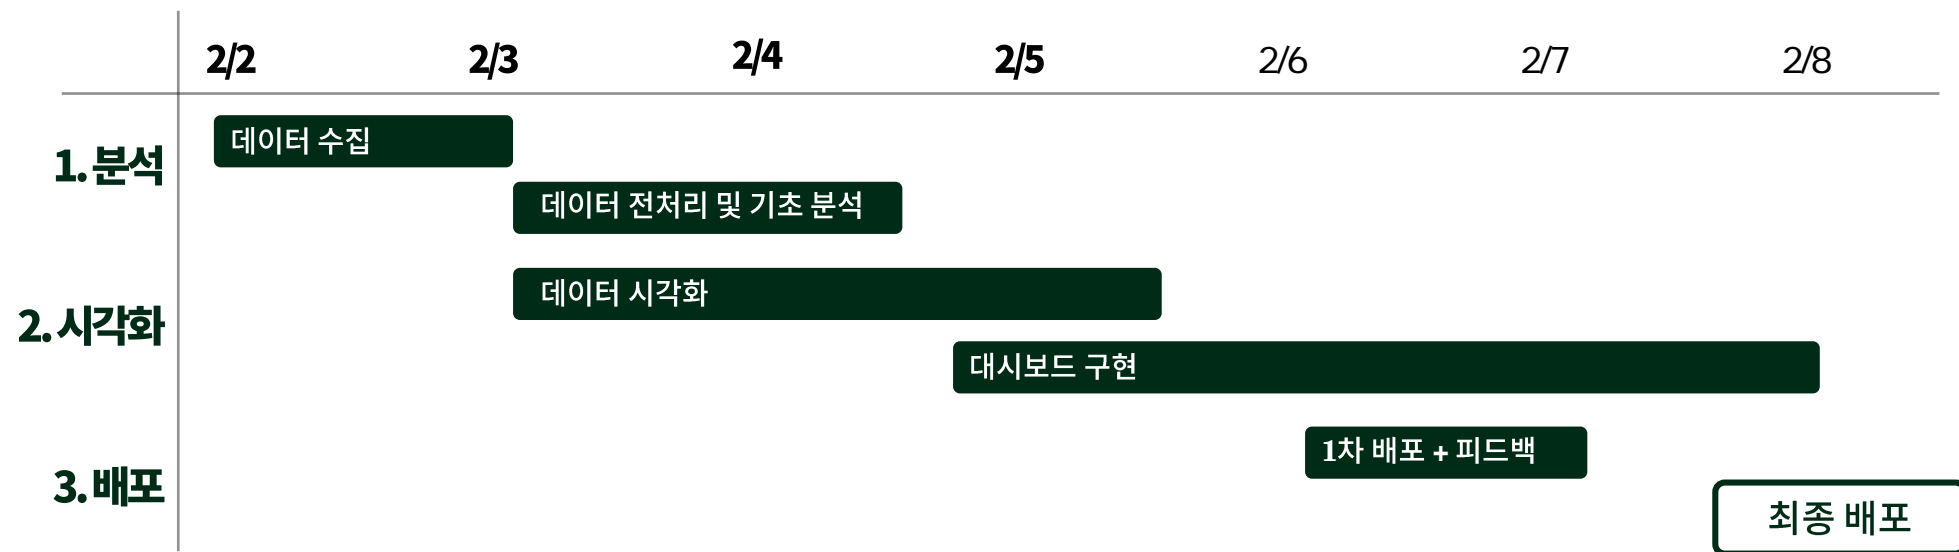 2/2 2/3 2/4 2/5 2/6 2/7 2/8
1. 분석
데이터 수집
데이터 전처리 및 기초 분석
2. 시각화
데이터 시각화
대시보드 구현
3. 배포
1차 배포 + 피드백
최종 배포